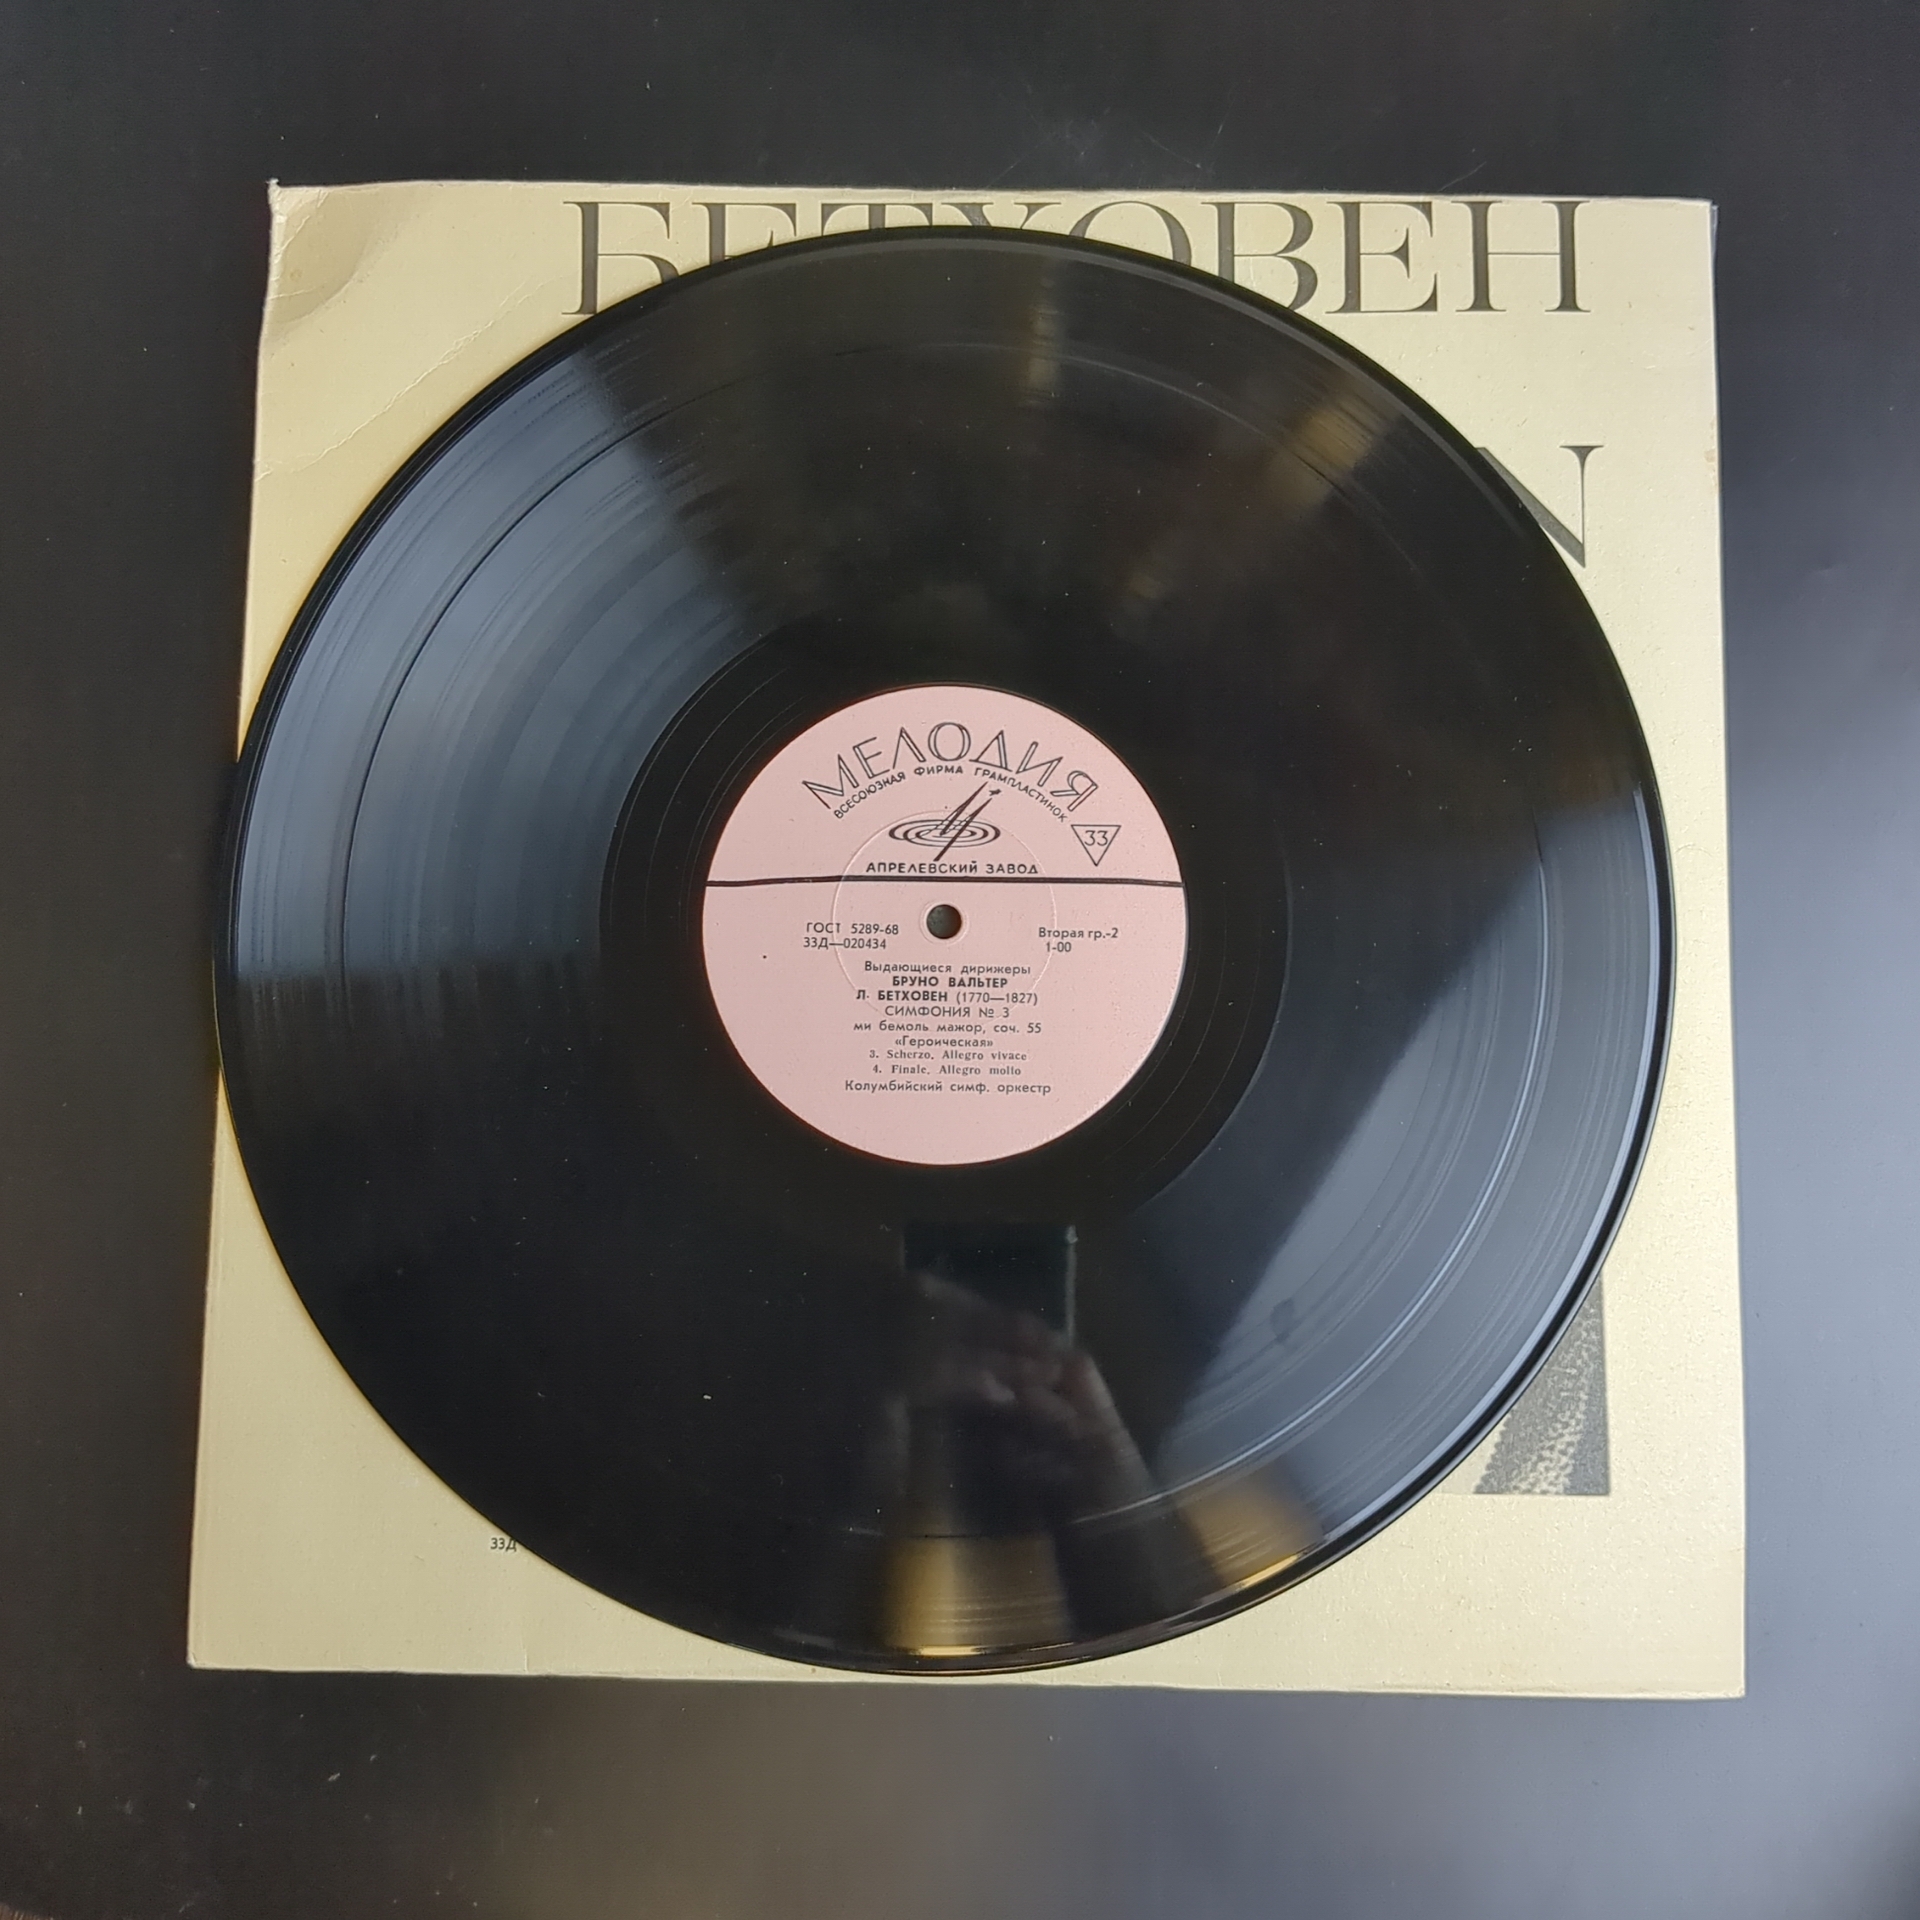 БЕТХОВЕН
N
МЕЛОДИЯ
ВСЕСОЮЗНАЯ ФИРМА ГРАМПЛАСТИНОК
33
АПРЕЛЕВСКИЙ ЗАВОД
ГОСТ 5289-68
33Д—020434
Вторая гр.-2
1-00
Выдающиеся дирижеры
БРУНО ВАЛЬТЕР
Л. БЕТХОВЕН (1770—1827)
СИМФОНИЯ № 3
ми бемоль мажор, соч. 55
«Героическая»
3. Scherzo. Allegro vivace
4. Finale. Allegro molto
Колумбийский симф. оркестр
33Д